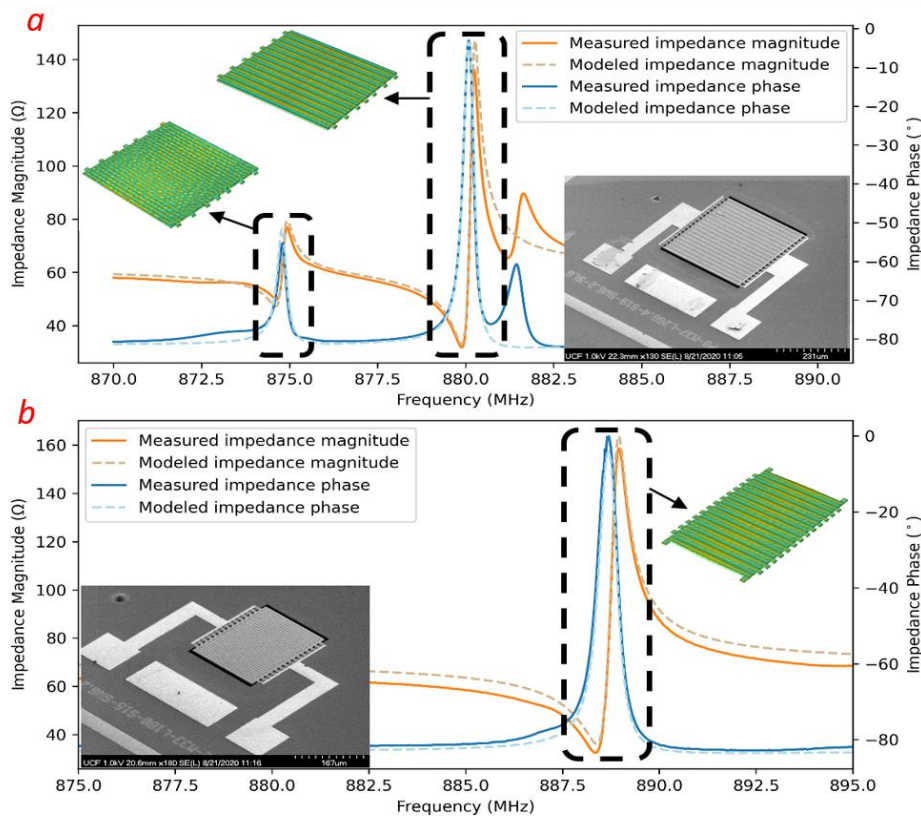 a
Measured impedance magnitude
Modeled impedance magnitude
Measured impedance phase
Modeled impedance phase
Impedance Magnitude (Ω)
140
120
100
80
60
40
0
−10
−20
−30
−40
−50
−60
−70
−80
Impedance Phase (°)
UCF 1.0kV 22.3mm x130 SE(L) 8/21/2020 11:05
231um
870.0 872.5 875.0 877.5 880.0 882.5 885.0 887.5 890.0
Frequency (MHz)
b
Measured impedance magnitude
Modeled impedance magnitude
Measured impedance phase
Modeled impedance phase
Impedance Magnitude (Ω)
160
140
120
100
80
60
40
0
−20
−40
−60
−80
Impedance Phase (°)
UCF 1.0kV 20.6mm x180 SE(L) 8/21/2020 11:16
167um
875.0 877.5 880.0 882.5 885.0 887.5 890.0 892.5 895.0
Frequency (MHz)